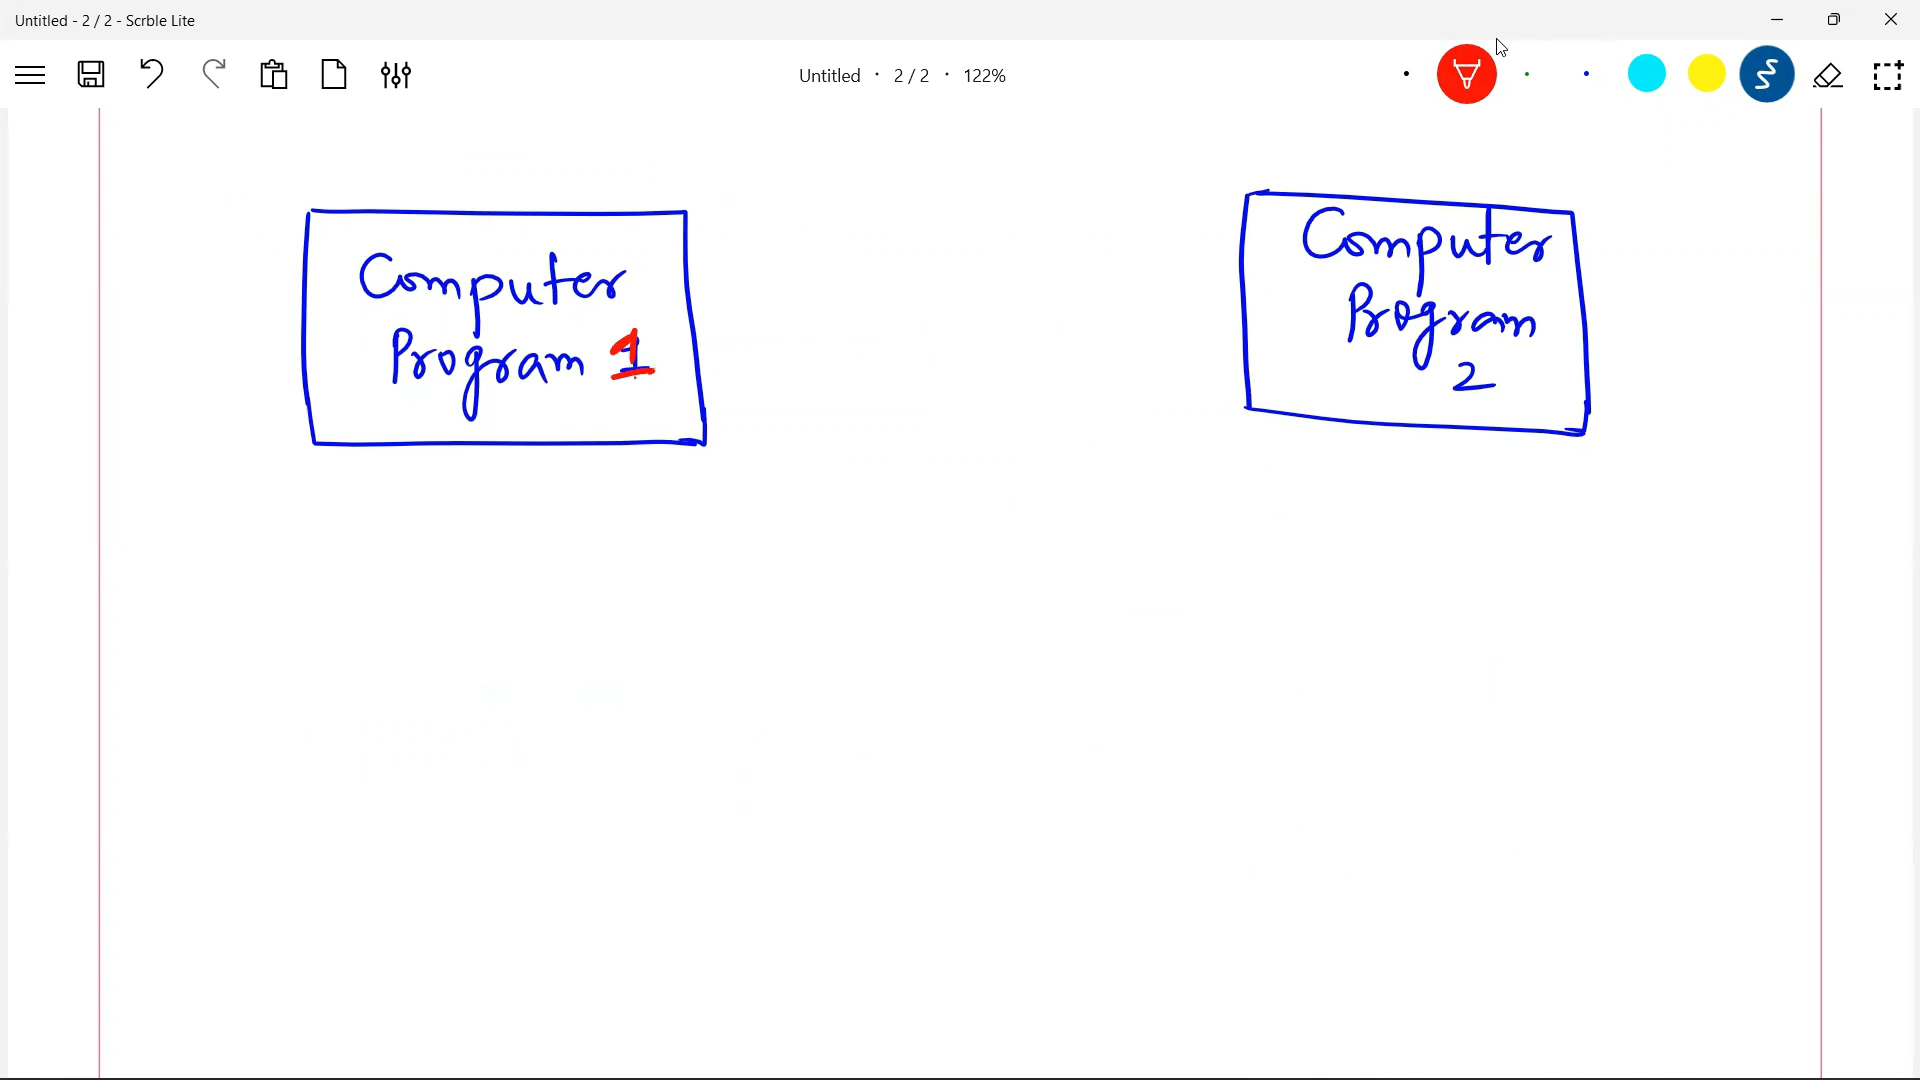 Untitled - 2 / 2 - Scrble Lite
Untitled · 2 / 2 · 122%
Computer
Program 1
Computer
Program
2